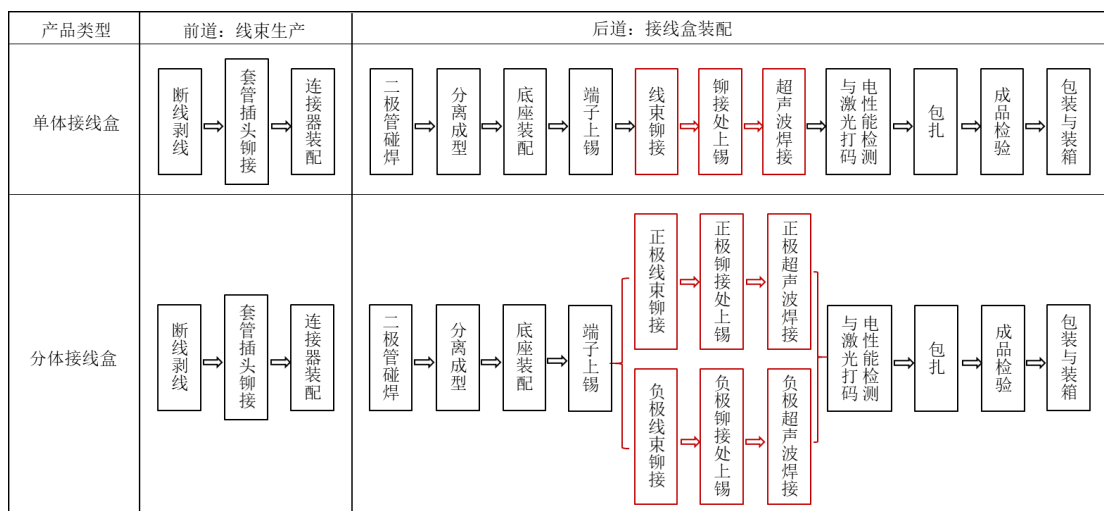 产品类型
前道：线束生产
后道：接线盒装配
单体接线盒
断线剥线
套管插头铆接
连接器装配
二极管碰焊
分离成型
底座装配
端子上锡
线束铆接
铆接处上锡
超声波焊接
电性能检测
与激光打码
包扎
成品检验
包装与装箱
分体接线盒
断线剥线
套管插头铆接
连接器装配
二极管碰焊
分离成型
底座装配
端子上锡
正极线束铆接
正极铆接处上锡
正极超声波焊接
负极线束铆接
负极铆接处上锡
负极超声波焊接
电性能检测
与激光打码
包扎
成品检验
包装与装箱